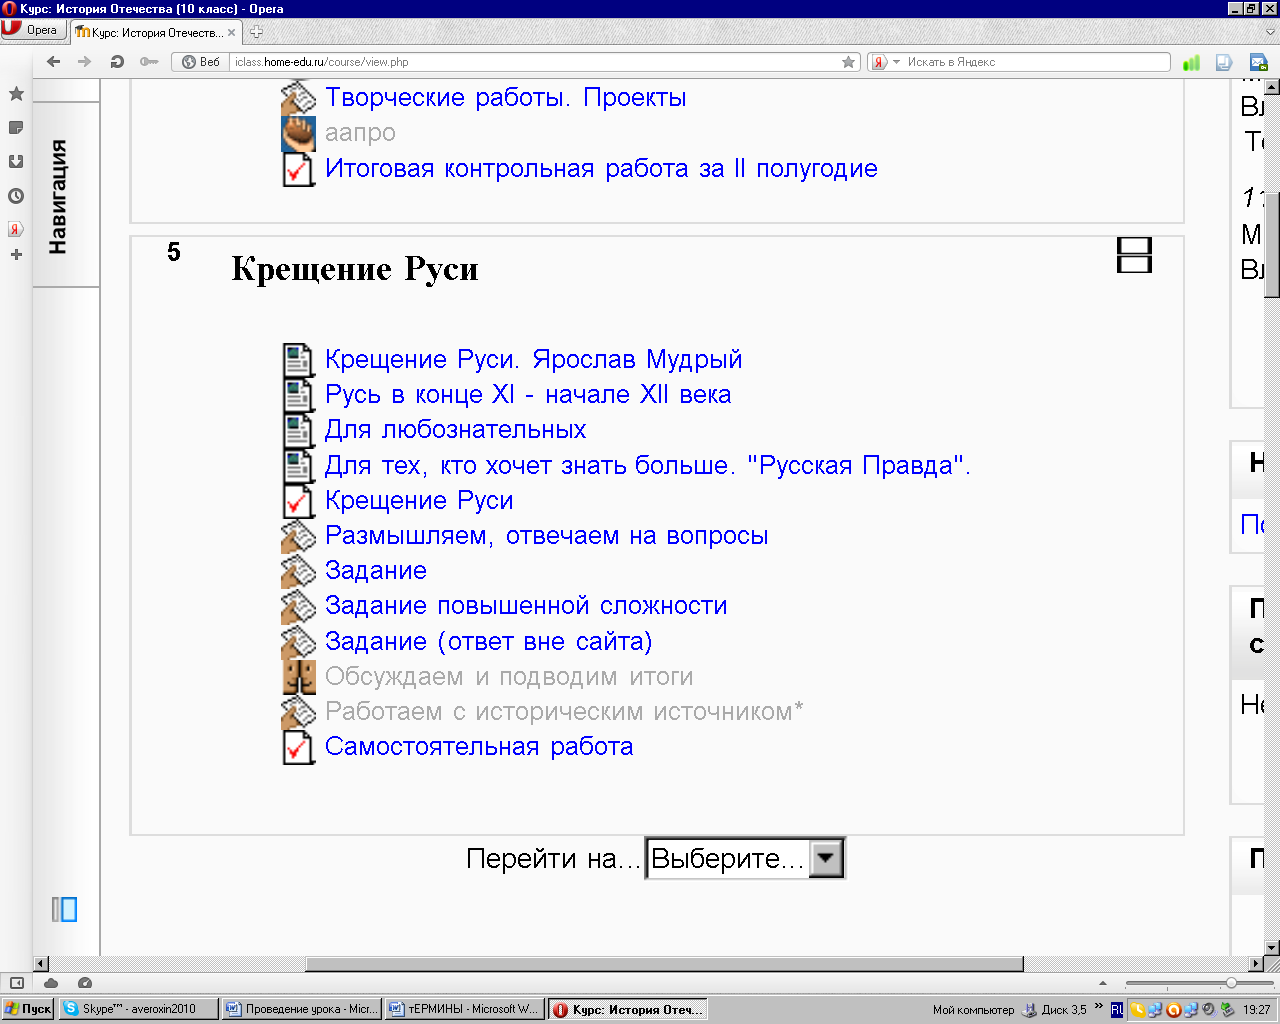 Курс: История Отечества (10 класс) - Opera
Opera
Курс: История Отечеств...
Веб
iclass.home-edu.ru/course/view.php
Искать в Яндекс
Навигация
Творческие работы. Проекты
аапро
Итоговая контрольная работа за II полугодие
5
Крещение Руси
Крещение Руси. Ярослав Мудрый
Русь в конце XI - начале XII века
Для любознательных
Для тех, кто хочет знать больше. "Русская Правда".
Крещение Руси
Размышляем, отвечаем на вопросы
Задание
Задание повышенной сложности
Задание (ответ вне сайта)
Обсуждаем и подводим итоги
Работаем с историческим источником*
Самостоятельная работа
Перейти на...
Выберите...
Пуск
Skype™ - averoxin2010
Проведение урока - Micr...
тЕРМИНЫ - Microsoft W...
Курс: История Отеч...
Мой компьютер
Диск 3,5
»
RU
19:27